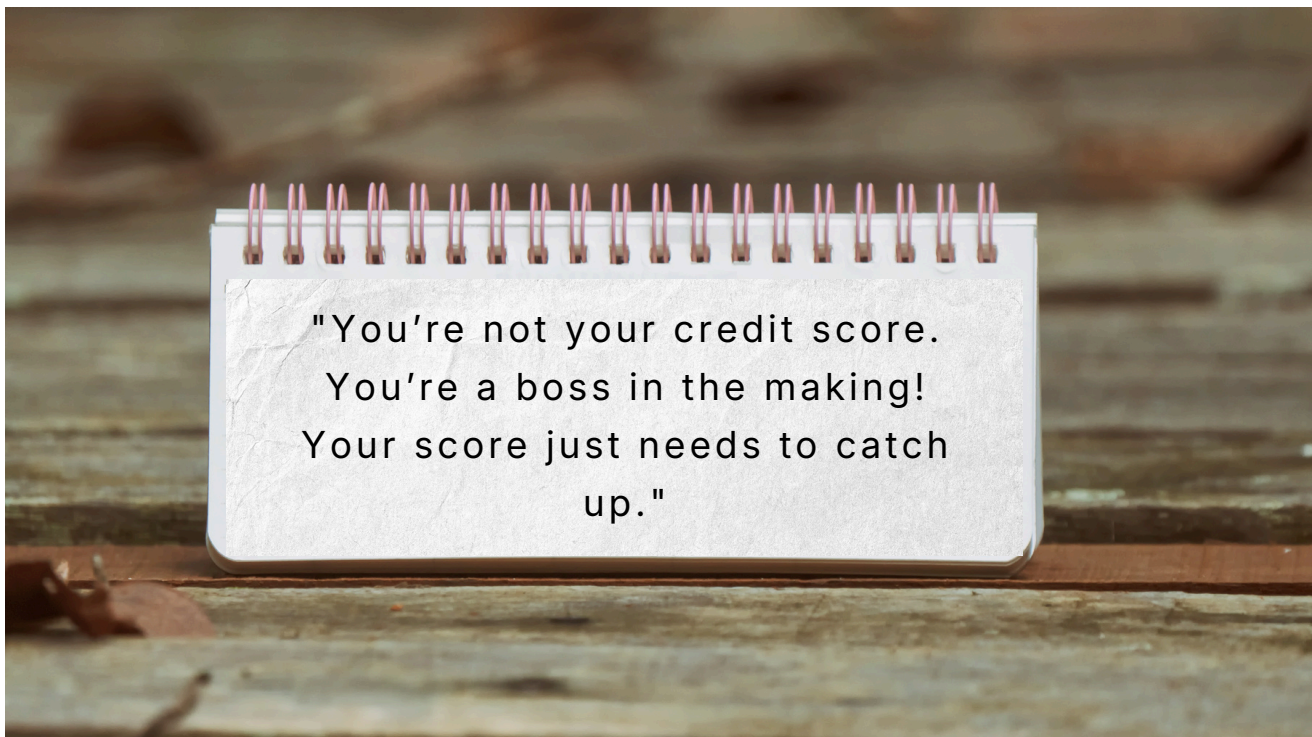 "You’re not your credit score.
You’re a boss in the making!
Your score just needs to catch
up."